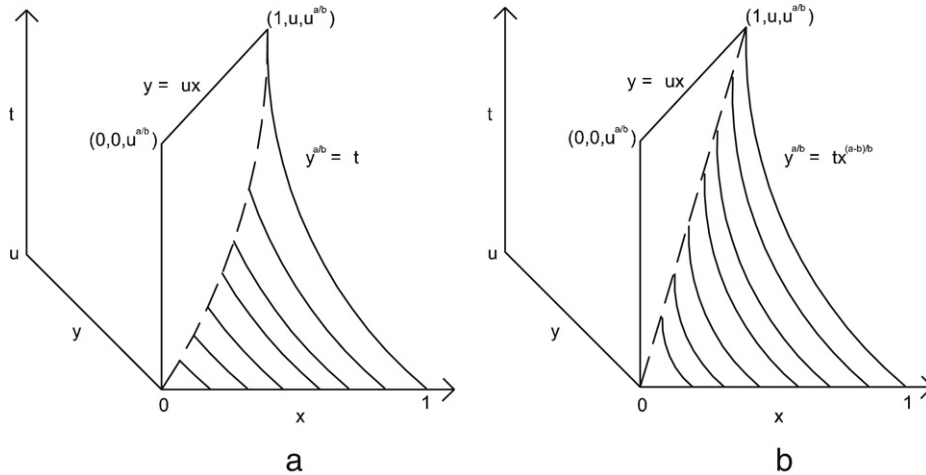 (1,u,u^{a/b})
y = ux
t
(0,0,u^{a/b})
y^{a/b} = t
u
y
0
1
x
a
(1,u,u^{a/b})
y = ux
t
(0,0,u^{a/b})
y^{a/b} = tx^{(a-b)/b}
u
y
0
1
x
b